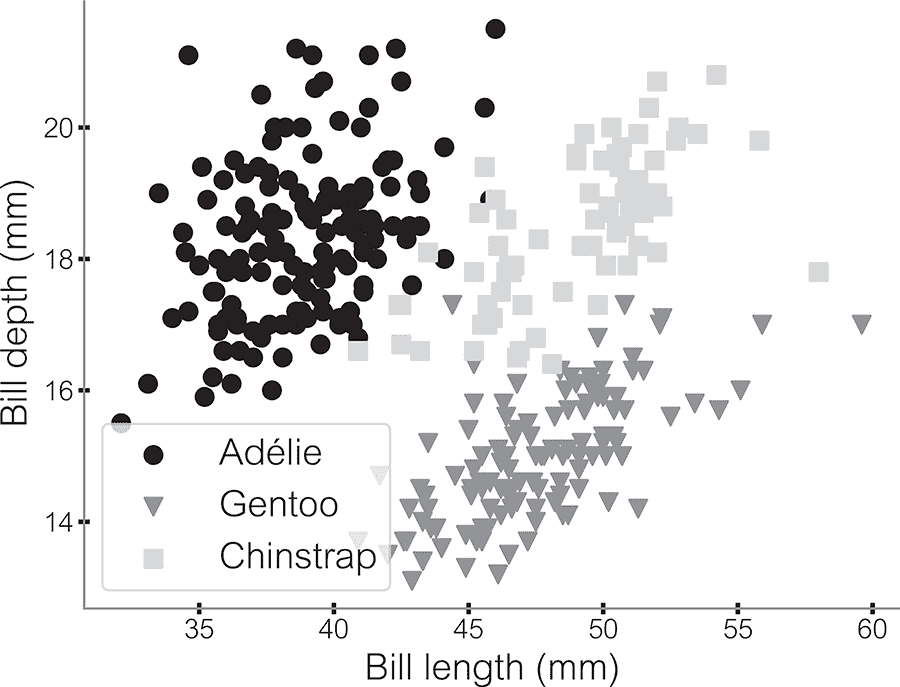 Bill depth (mm)
20
18
16
14
Adélie
Gentoo
Chinstrap
35 40 45 50 55 60
Bill length (mm)